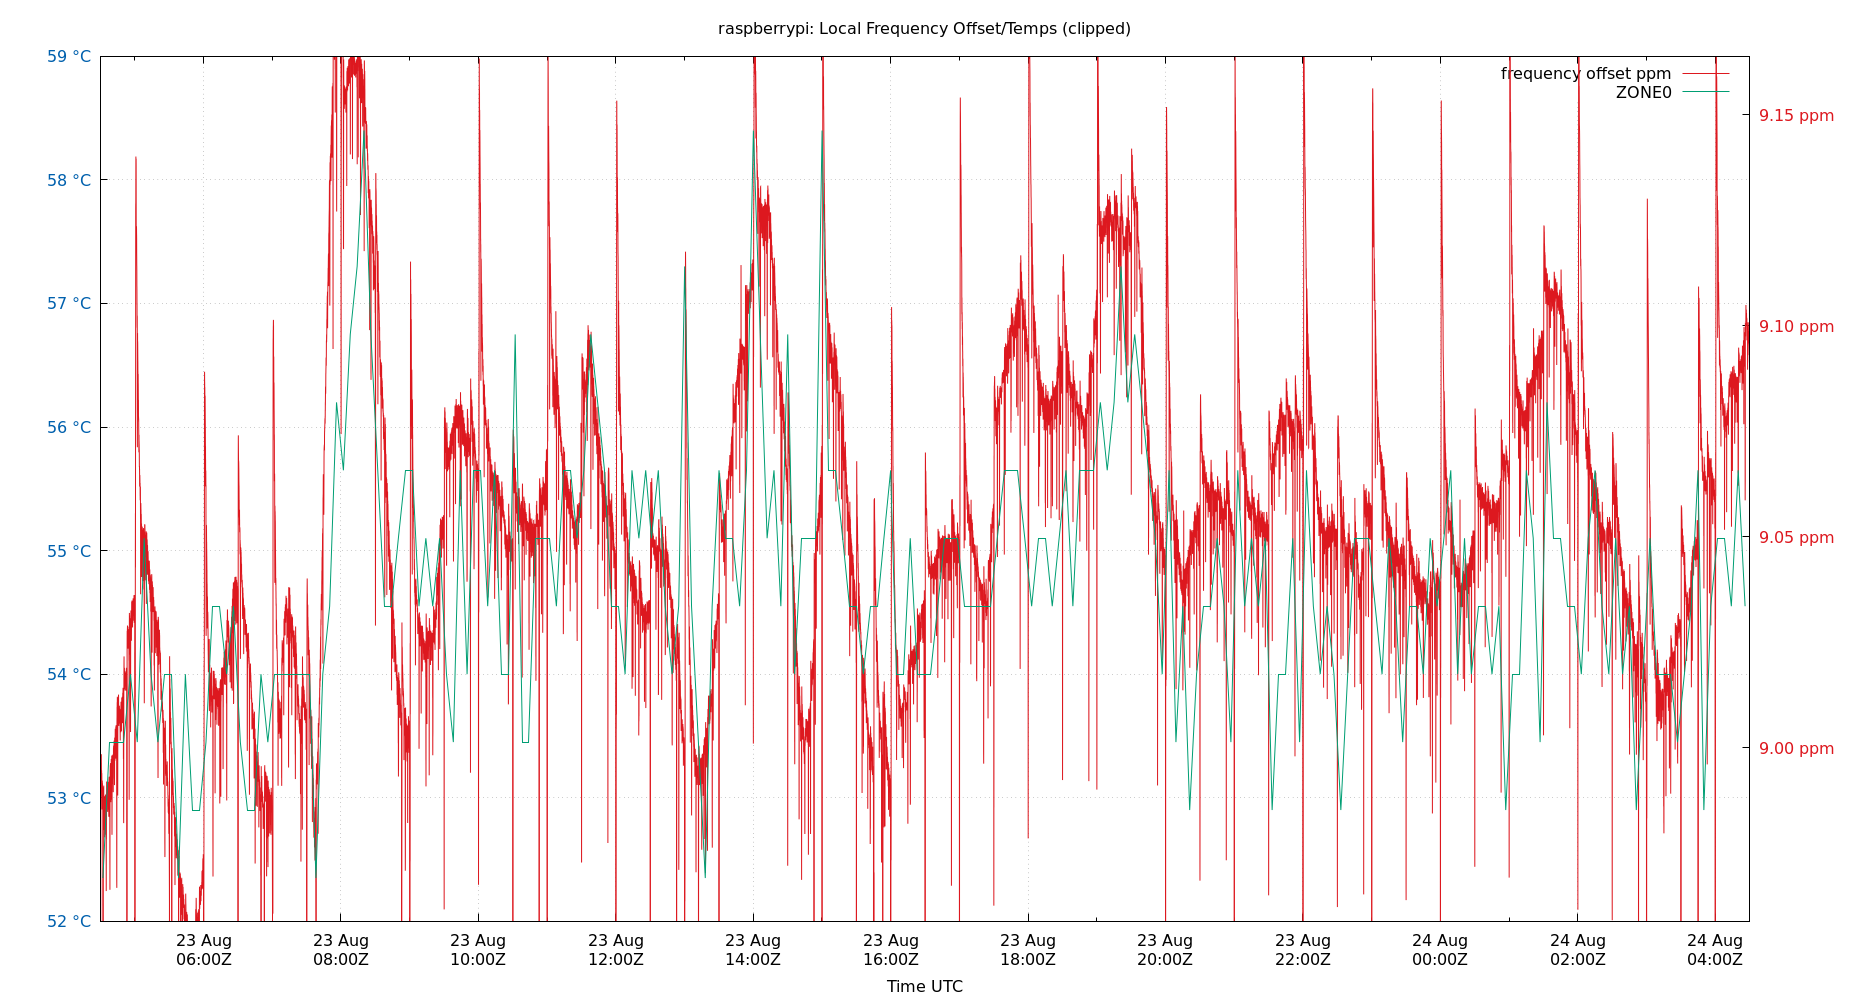 raspberrypi: Local Frequency Offset/Temps (clipped)
59 °C
58 °C
57 °C
56 °C
55 °C
54 °C
53 °C
52 °C
frequency offset ppm
ZONE0
9.15 ppm
9.10 ppm
9.05 ppm
9.00 ppm
23 Aug 23 Aug 23 Aug 23 Aug 23 Aug 23 Aug 23 Aug 23 Aug 23 Aug 24 Aug 24 Aug 24 Aug
06:00Z 08:00Z 10:00Z 12:00Z 14:00Z 16:00Z 18:00Z 20:00Z 22:00Z 00:00Z 02:00Z 04:00Z
Time UTC